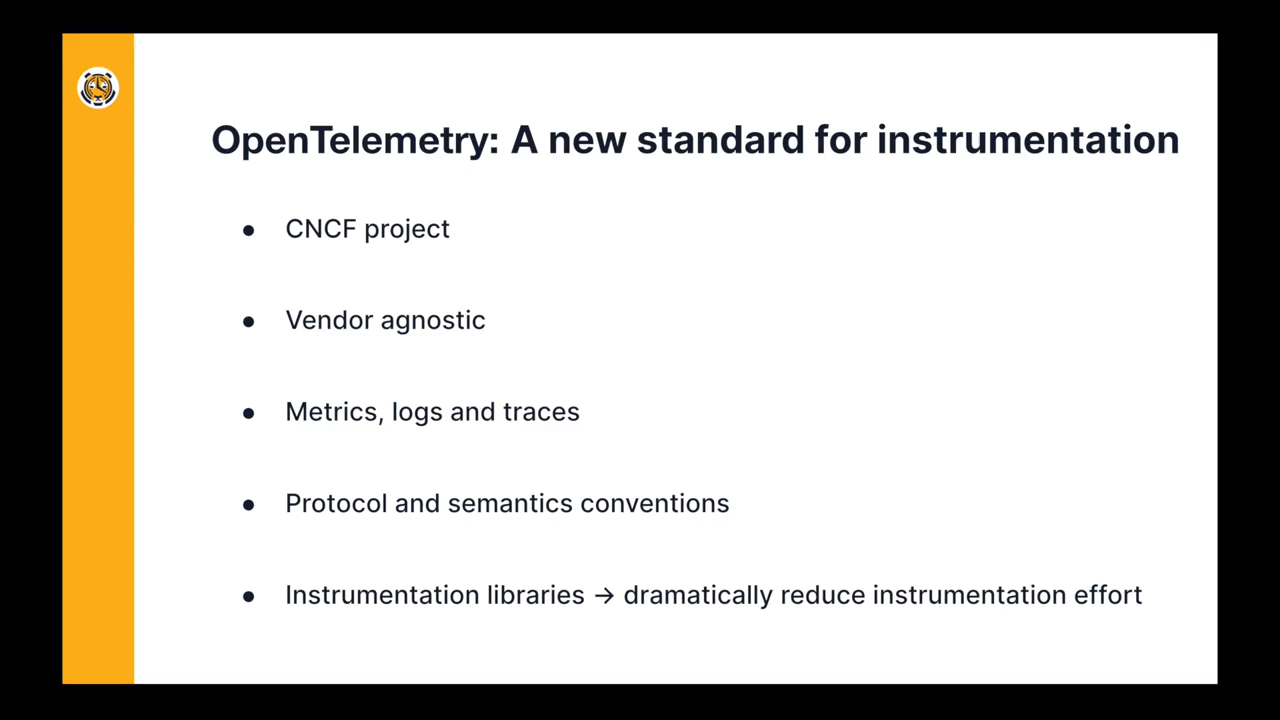 OpenTelemetry: A new standard for instrumentation
● CNCF project
● Vendor agnostic
● Metrics, logs and traces
● Protocol and semantics conventions
● Instrumentation libraries → dramatically reduce instrumentation effort